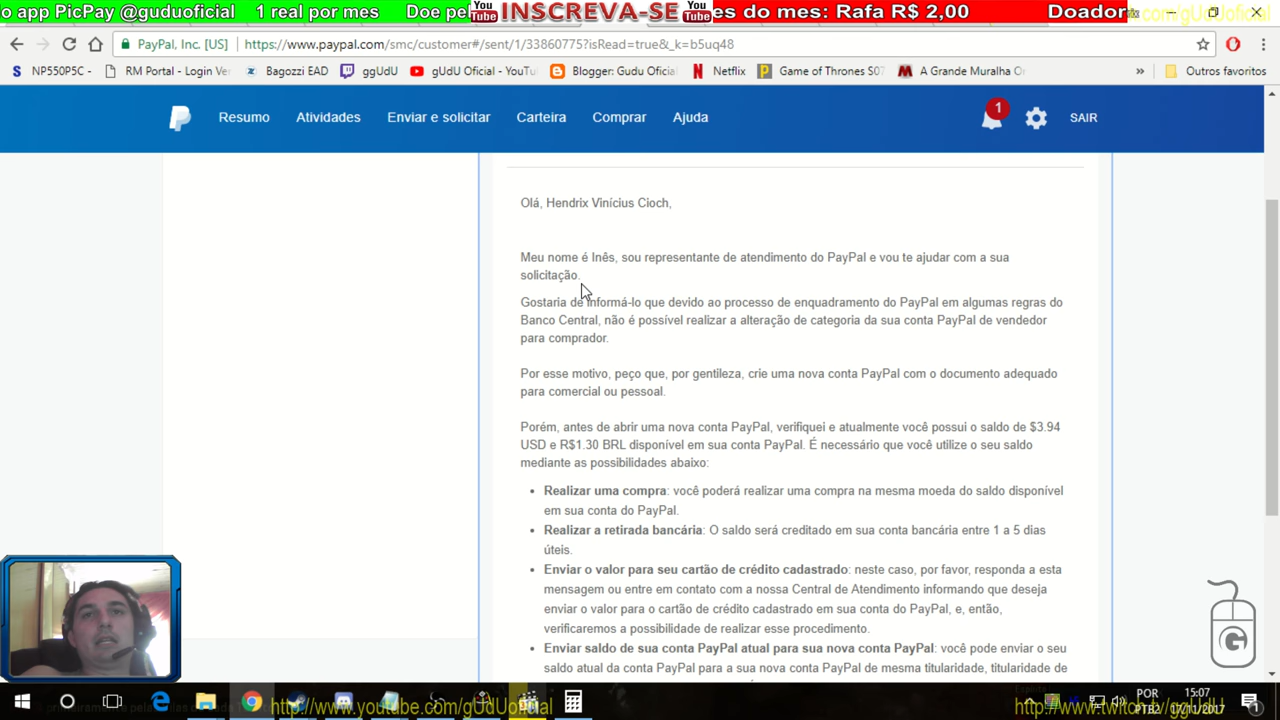 o app PicPay @guduoficial 1 real por mes Doe pel
You Tube INSCREVA-SE You Tube
es do mes: Rafa R$ 2,00 Doador
PayPal, Inc. [US] https://www.paypal.com/smc/customer#/sent/1/33860775?isRead=true&_k=b5uq48
NP550P5C - RM Portal - Login Ve Bagozzi EAD ggUdU gUdU Oficial - YouTu Blogger: Gudu Oficial Netflix Game of Thrones S07 A Grande Muralha Or » Outros favoritos
Resumo Atividades Enviar e solicitar Carteira Comprar Ajuda 1 SAIR
Olá, Hendrix Vinícius Cioch,
Meu nome é Inês, sou representante de atendimento do PayPal e vou te ajudar com a sua
solicitação.
Gostaria de informá-lo que devido ao processo de enquadramento do PayPal em algumas regras do
Banco Central, não é possível realizar a alteração de categoria da sua conta PayPal de vendedor
para comprador.
Por esse motivo, peço que, por gentileza, crie uma nova conta PayPal com o documento adequado
para comercial ou pessoal.
Porém, antes de abrir uma nova conta PayPal, verifiquei e atualmente você possui o saldo de $3.94
USD e R$1.30 BRL disponível em sua conta PayPal. É necessário que você utilize o seu saldo
mediante as possibilidades abaixo:
• Realizar uma compra: você poderá realizar uma compra na mesma moeda do saldo disponível
em sua conta do PayPal.
• Realizar a retirada bancária: O saldo será creditado em sua conta bancária entre 1 a 5 dias
úteis.
• Enviar o valor para seu cartão de crédito cadastrado: neste caso, por favor, responda a esta
mensagem ou entre em contato com a nossa Central de Atendimento informando que deseja
enviar o valor para o cartão de crédito cadastrado em sua conta do PayPal, e, então,
verificaremos a possibilidade de realizar esse procedimento.
• Enviar saldo de sua conta PayPal atual para sua nova conta PayPal: você pode enviar o seu
saldo atual da conta PayPal para a sua nova conta PayPal de mesma titularidade, titularidade de
http://www.youtube.com/gUdUoficial
http://www.twitch.tv/gUdUoficial
POR
PTB2
15:07
17/11/2017